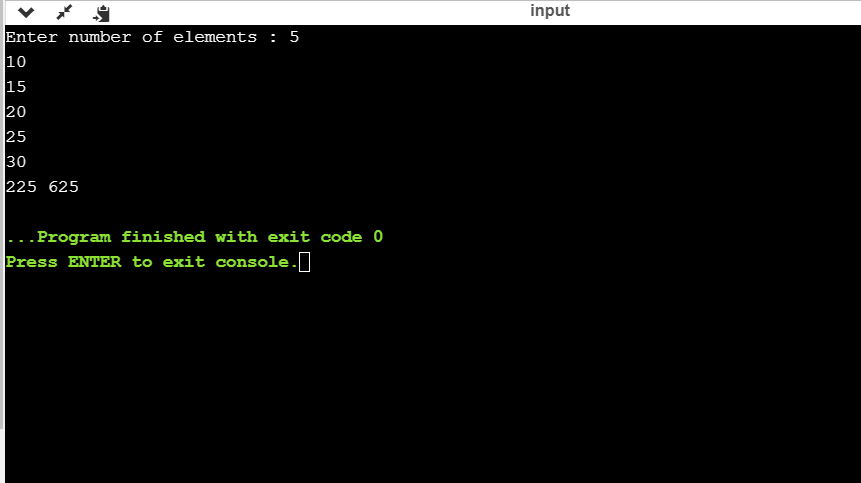 input
Enter number of elements : 5
10
15
20
25
30
225 625
...Program finished with exit code 0
Press ENTER to exit console.